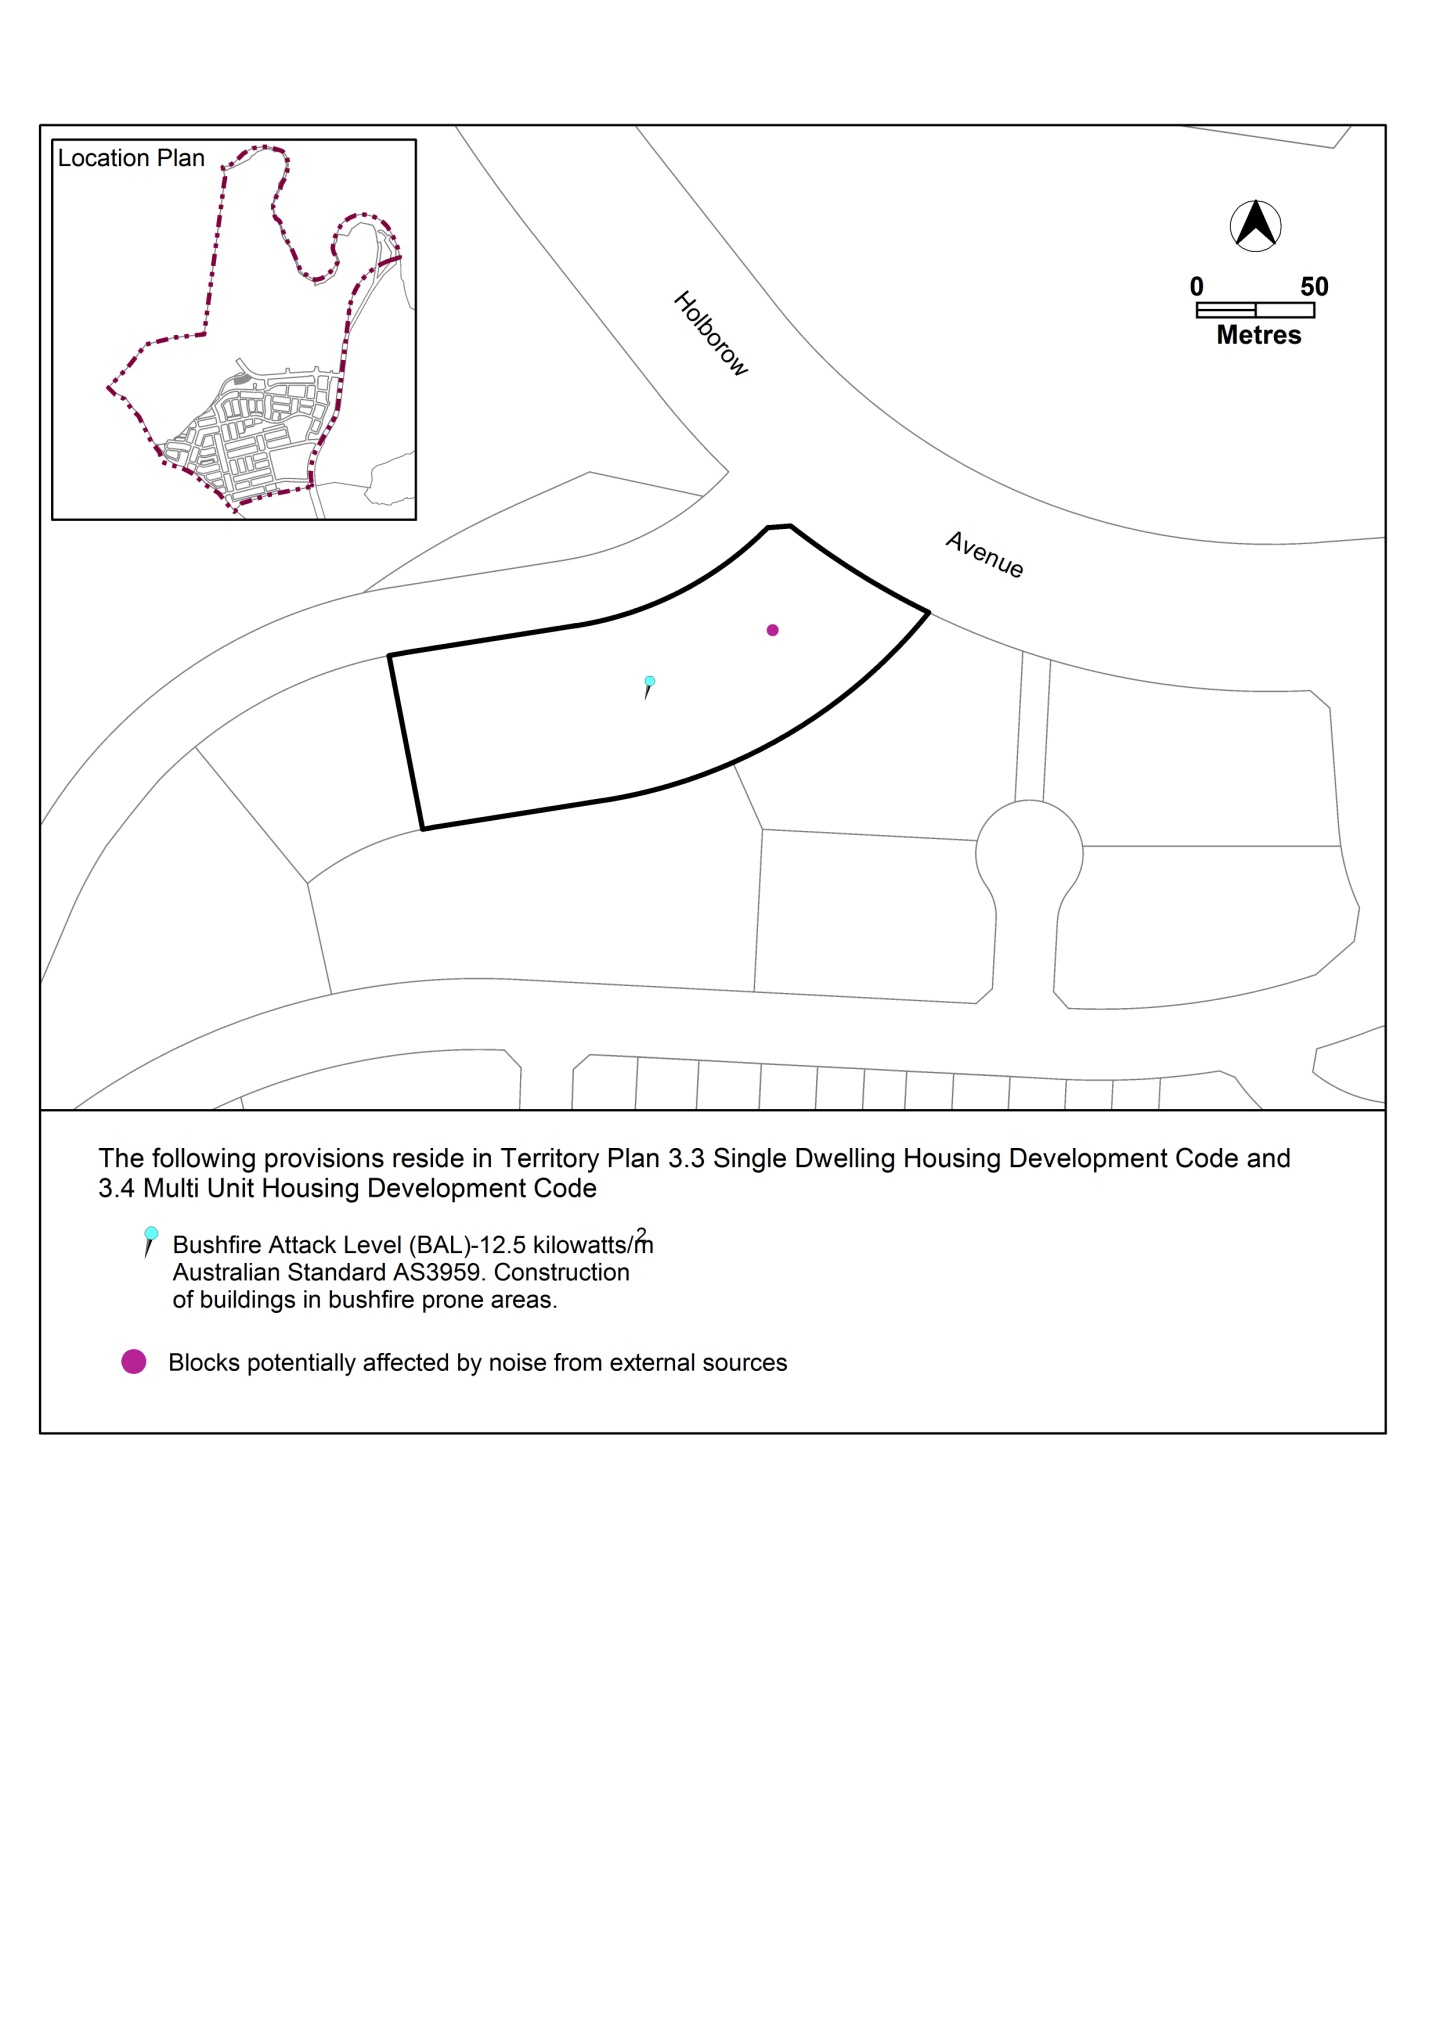 Location Plan
0 50
Metres
Holborow
Avenue
The following provisions reside in Territory Plan 3.3 Single Dwelling Housing Development Code and
3.4 Multi Unit Housing Development Code
Bushfire Attack Level (BAL)-12.5 kilowatts/m²
Australian Standard AS3959. Construction
of buildings in bushfire prone areas.
Blocks potentially affected by noise from external sources